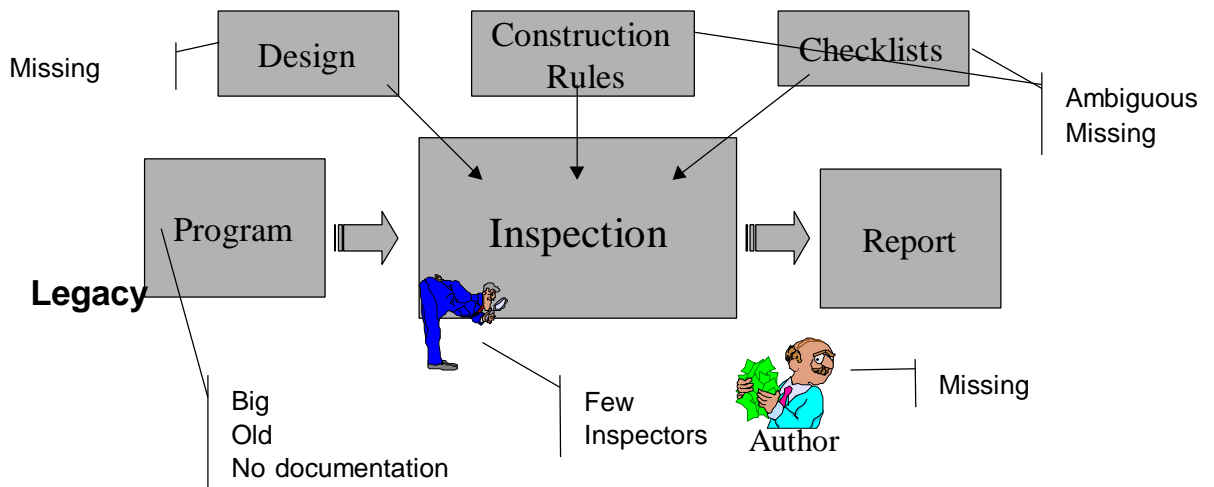 Missing
Design
Construction
Rules
Checklists
Ambiguous
Missing
Program
Inspection
Report
Legacy
Big
Old
No documentation
Few
Inspectors
Author
Missing